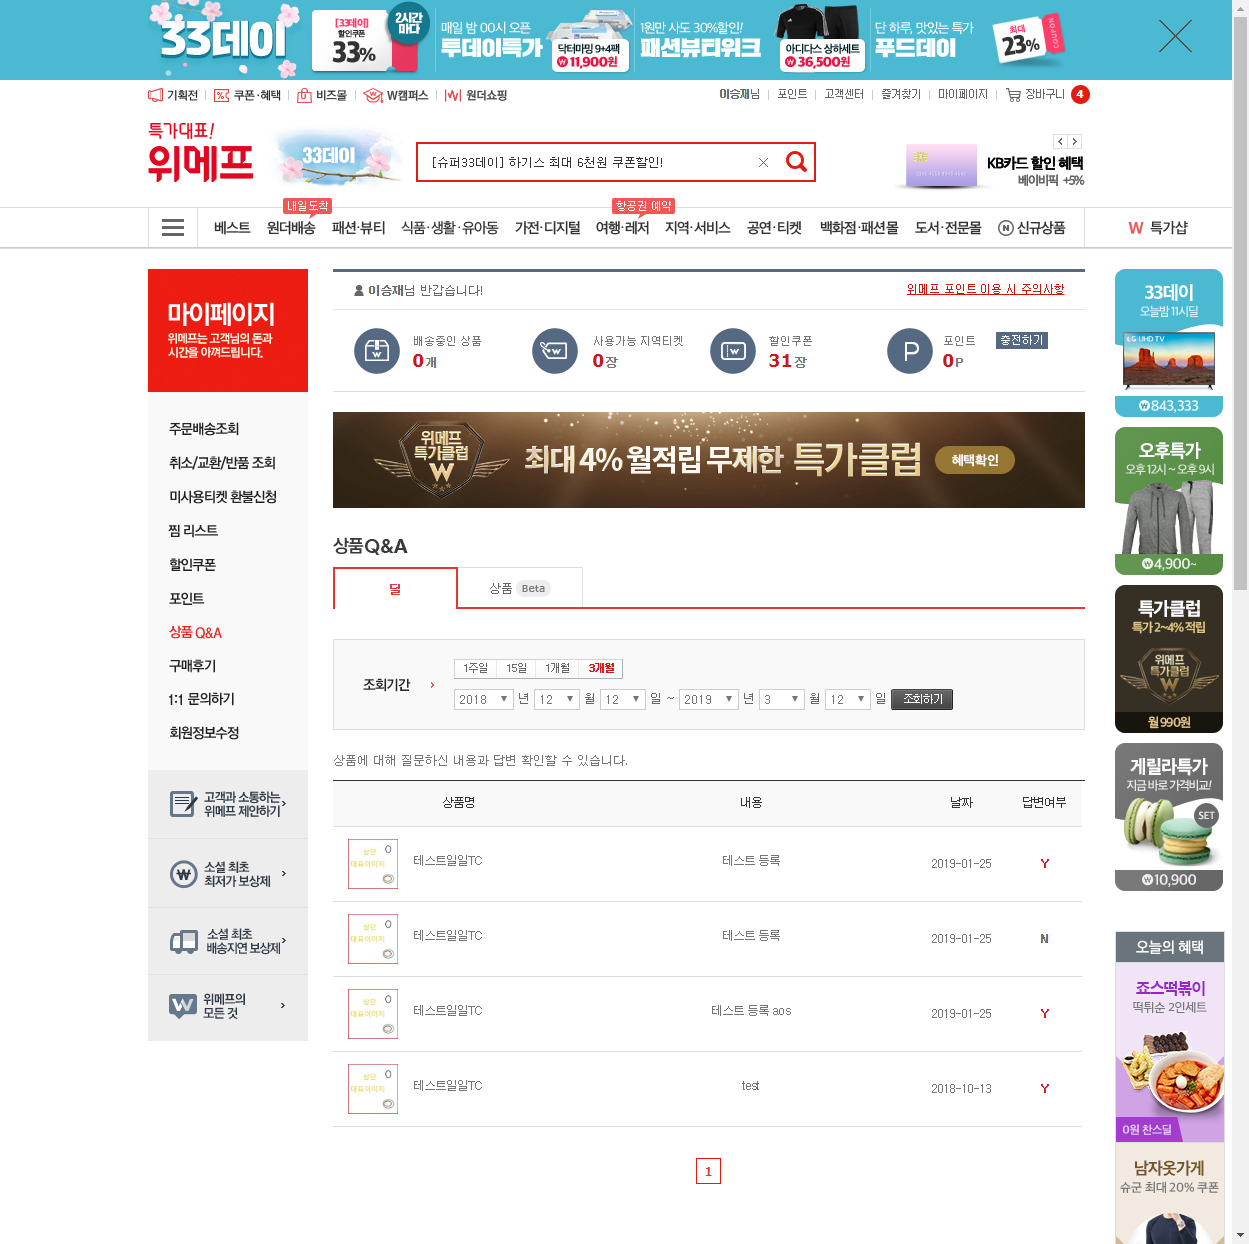 33데이
[33데이]
할인쿠폰
33%
2시간
마다
매일 밤 00시 오픈
투데이특가
닥터마밍 9+4팩
₩11,900원
1원만 사도 30%할인!
패션뷰티위크
아디다스 상하세트
₩36,500원
단 하루, 맛있는 특가
푸드데이
최대
23%
COUPON
기획전 쿠폰·혜택 비즈몰 W캠퍼스 원더쇼핑
이승재님 포인트 고객센터 즐겨찾기 마이페이지 장바구니 4
특가대표!
위메프
33데이
[슈퍼33데이] 하기스 최대 6천원 쿠폰할인!
KB카드 할인 혜택
베이비픽 +5%
내일도착 항공권 예약
베스트 원더배송 패션·뷰티 식품·생활·유아동 가전·디지털 여행·레저 지역·서비스 공연·티켓 백화점·패션몰 도서·전문몰 N 신규상품 W 특가샵
마이페이지
위메프는 고객님의 돈과
시간을 아껴드립니다.
주문배송조회
취소/교환/반품 조회
미사용티켓 환불신청
찜 리스트
할인쿠폰
포인트
상품 Q&A
구매후기
1:1 문의하기
회원정보수정
고객과 소통하는
위메프 제안하기
소셜 최초
최저가 보상제
소셜 최초
배송지연 보상제
위메프의
모든 것
이승재님 반갑습니다!
위메프 포인트 이용 시 주의사항
배송중인 상품
0개
사용가능 지역티켓
0장
할인쿠폰
31장
포인트 충전하기
0P
위메프
특가클럽
W
최대 4% 월적립 무제한 특가클럽
혜택확인
상품Q&A
딜
상품 Beta
조회기간
1주일 15일 1개월 3개월
2018 년 12 월 12 일 ~ 2019 년 3 월 12 일 조회하기
상품에 대해 질문하신 내용과 답변 확인할 수 있습니다.
상품명 내용 날짜 답변여부
상단
대표이미지
테스트일일TC 테스트 등록 2019-01-25 Y
상단
대표이미지
테스트일일TC 테스트 등록 2019-01-25 N
상단
대표이미지
테스트일일TC 테스트 등록 aos 2019-01-25 Y
상단
대표이미지
테스트일일TC test 2018-10-13 Y
1
33데이
오늘밤 11시딜
LG UHD TV
₩843,333
오후특가
오후 12시 ~ 오후 9시
₩4,900~
특가클럽
특가 2~4% 적립
위메프
특가클럽
W
월 990원
게릴라특가
지금 바로 가격비교!
SET
₩10,900
오늘의 혜택
죠스떡볶이
떡튀순 2인세트
0원 찬스딜
남자옷가게
슈군 최대 20% 쿠폰